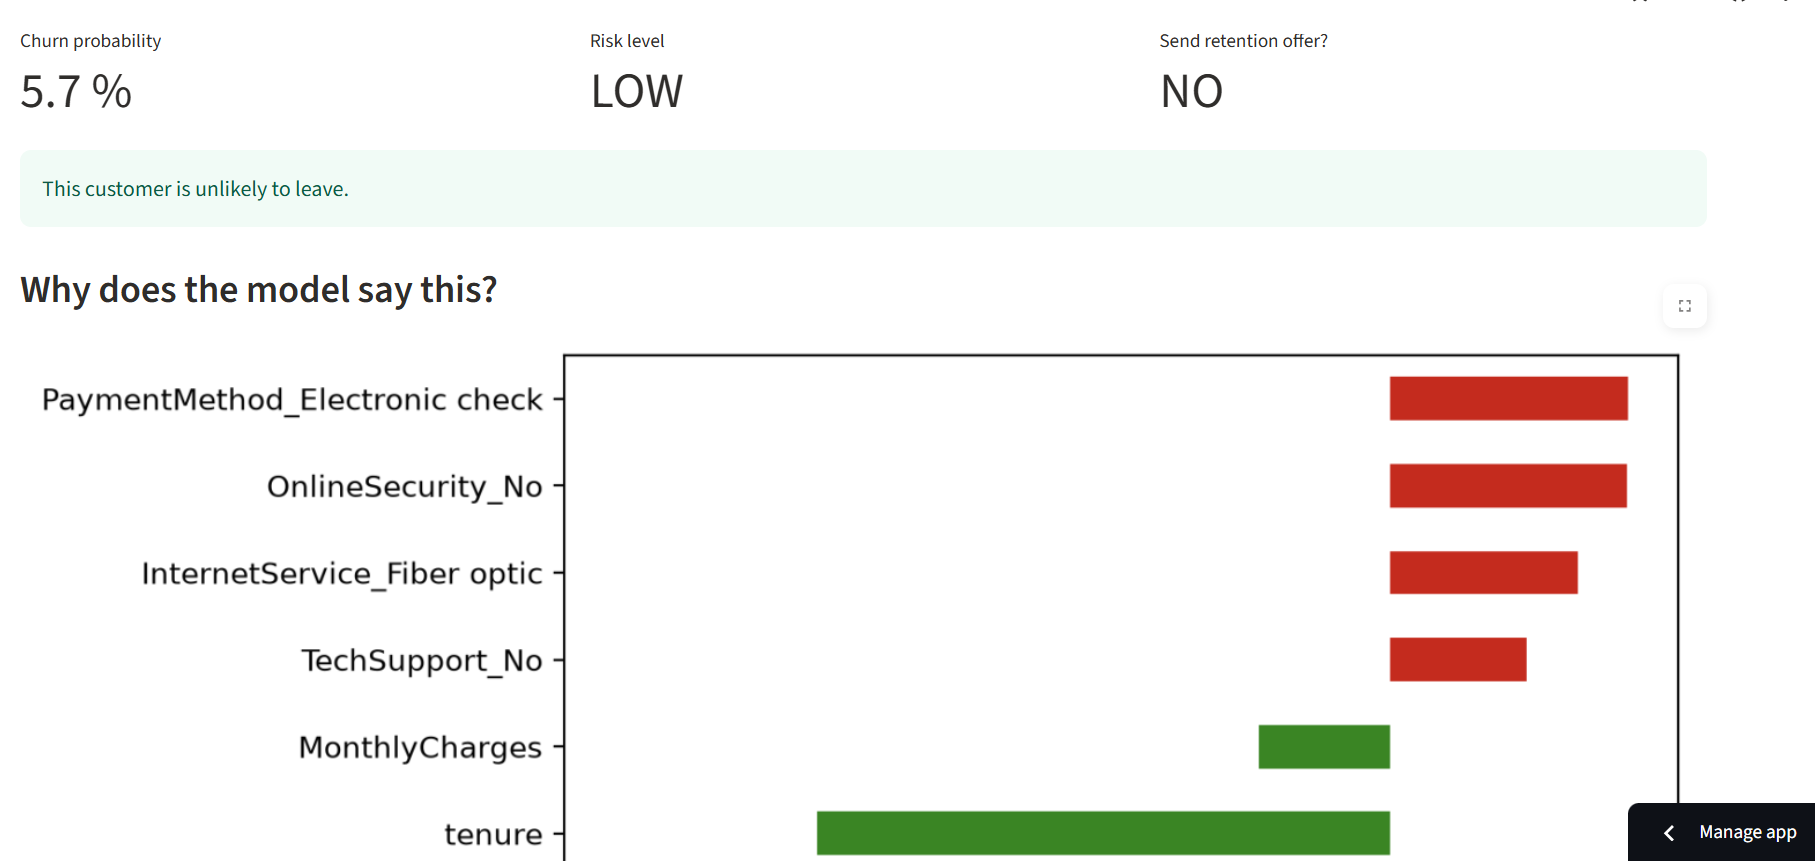 Churn probability
Risk level
Send retention offer?
5.7 %
LOW
NO
This customer is unlikely to leave.
Why does the model say this?
PaymentMethod_Electronic check
OnlineSecurity_No
InternetService_Fiber optic
TechSupport_No
MonthlyCharges
tenure
Manage app